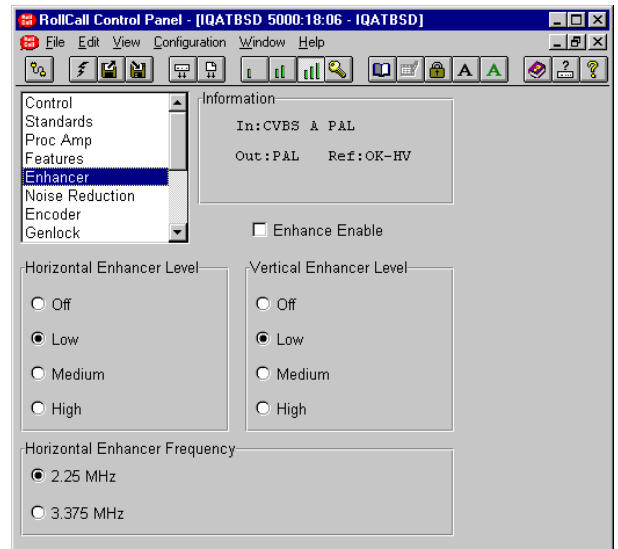 RollCall Control Panel - [IQATBSD 5000:18:06 - IQATBSD]
File Edit View Configuration Window Help
A A
Control
Standards
Proc Amp
Features
Enhancer
Noise Reduction
Encoder
Genlock
Information
In:CVBS A PAL
Out:PAL Ref:OK-HV
Enhance Enable
Horizontal Enhancer Level
Off
Low
Medium
High
Vertical Enhancer Level
Off
Low
Medium
High
Horizontal Enhancer Frequency
2.25 MHz
3.375 MHz